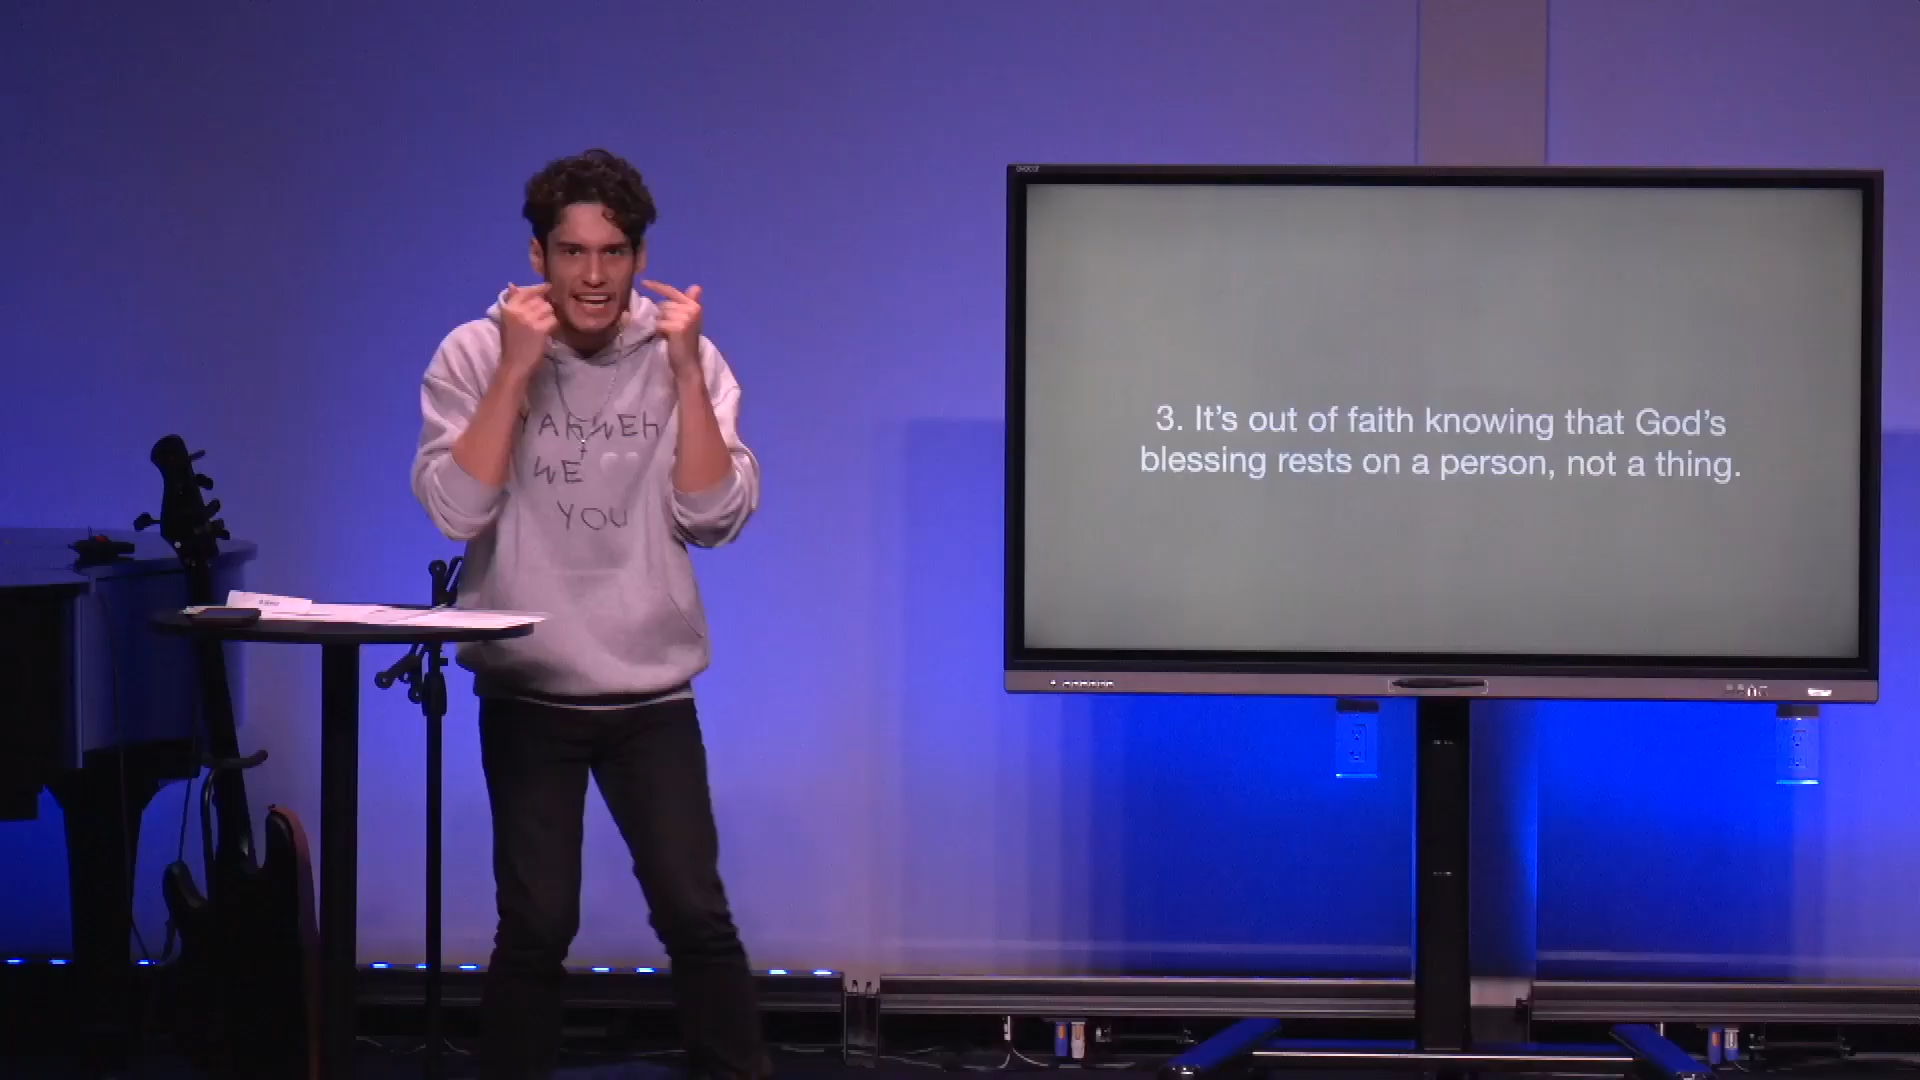 YAHWEH
WE
YOU
3. It's out of faith knowing that God's
blessing rests on a person, not a thing.